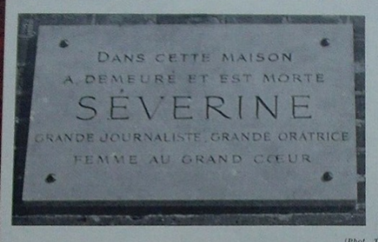 DANS CETTE MAISON
A DEMEURÉ ET EST MORTE
SÉVERINE
GRANDE JOURNALISTE, GRANDE ORATRICE
FEMME AU GRAND CŒUR